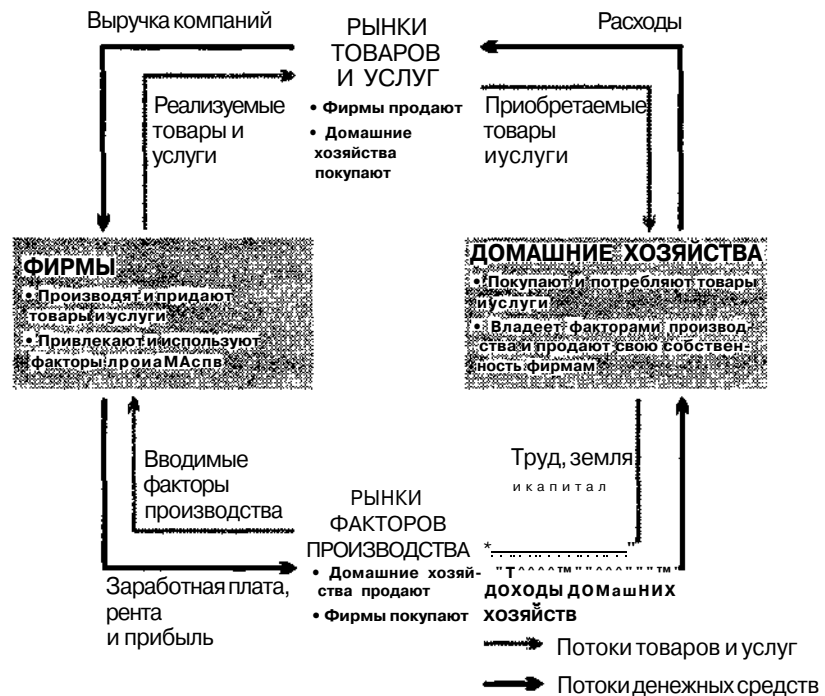 Выручка компаний
РЫНКИ
ТОВАРОВ
И УСЛУГ
• Фирмы продают
• Домашние
хозяйства
покупают
Расходы
Реализуемые
товары и
услуги
Приобретаемые
товары
иуслуги
ФИРМЫ
• Производят и придают
товары и услуги
• Привлекают и используют
факторы проиаМАспв
ДОМАШНИЕ ХОЗЯЙСТВА
• Покупают и потребляют товары
и услуги
• Владеет факторами производ-
ства и продают свою собствен-
ность фирмам
Вводимые
факторы
производства
РЫНКИ
ФАКТОРОВ
ПРОИЗВОДСТВА
• Домашние хозяй-
ства продают
• Фирмы покупают
Труд, земля
и капитал
Заработная плата,
рента
и прибыль
ДОХОДЫ ДОМашНИХ
ХОЗЯЙСТВ
Потоки товаров и услуг
Потоки денежных средств